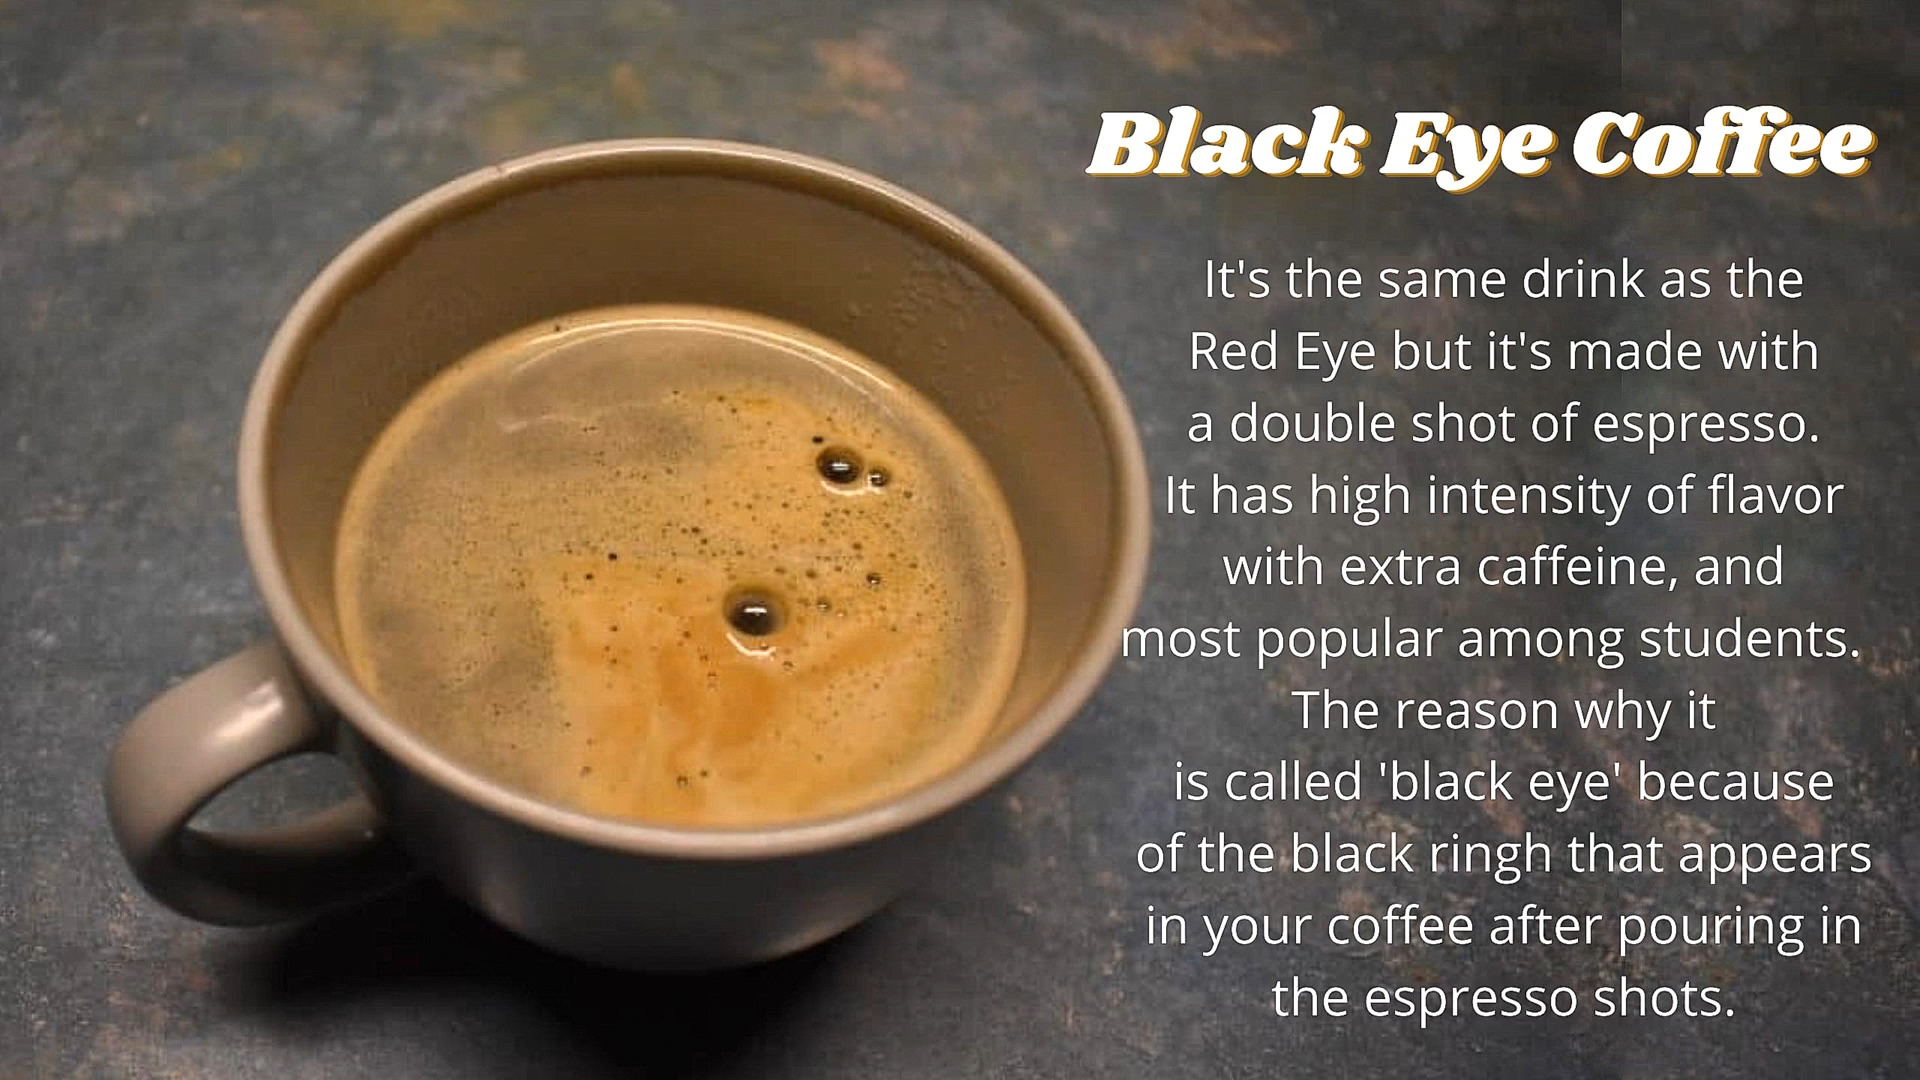 Black Eye Coffee
It's the same drink as the
Red Eye but it's made with
a double shot of espresso.
It has high intensity of flavor
with extra caffeine, and
most popular among students.
The reason why it
is called 'black eye' because
of the black ringh that appears
in your coffee after pouring in
the espresso shots.